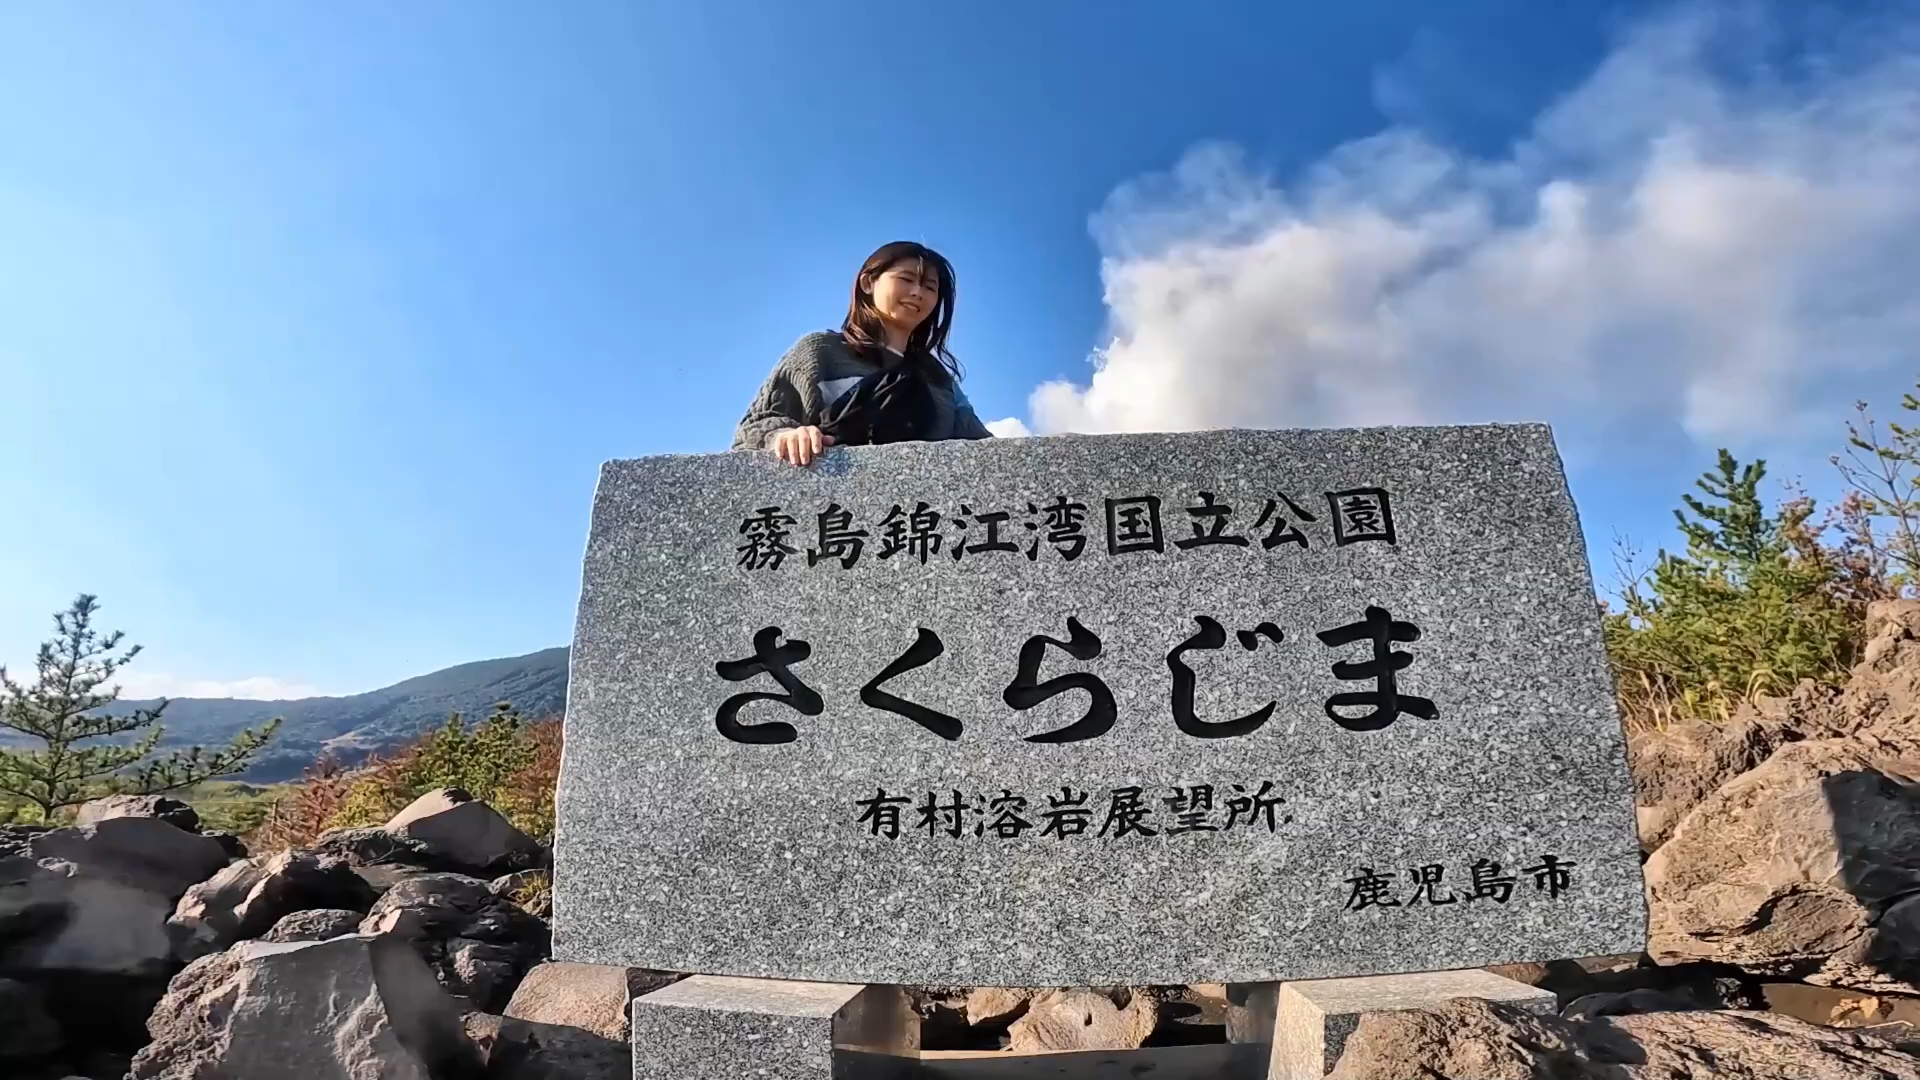 霧島錦江湾国立公園
さくらじま
有村溶岩展望所
鹿児島市